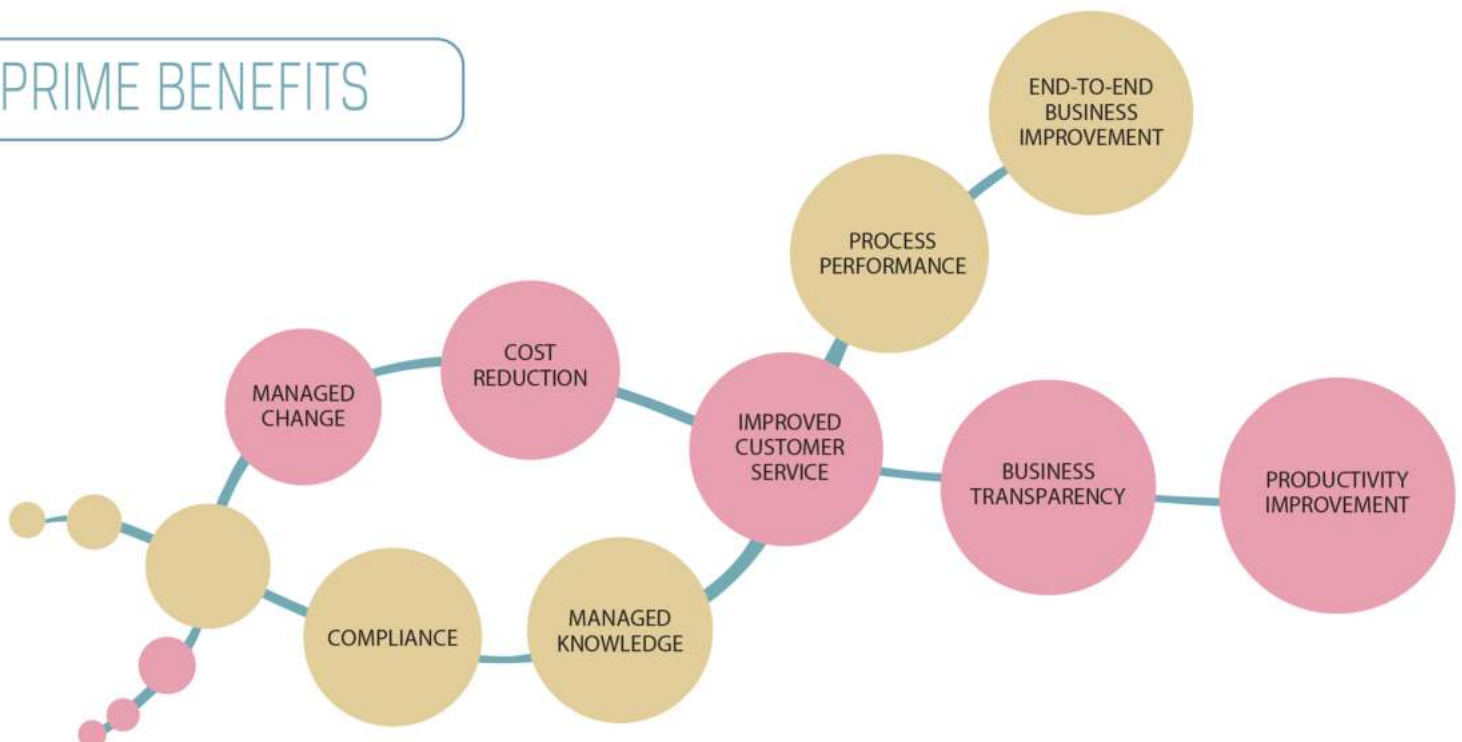 PRIME BENEFITS
END-TO-END
BUSINESS
IMPROVEMENT
PROCESS
PERFORMANCE
COST
REDUCTION
MANAGED
CHANGE
IMPROVED
CUSTOMER
SERVICE
BUSINESS
TRANSPARENCY
PRODUCTIVITY
IMPROVEMENT
COMPLIANCE
MANAGED
KNOWLEDGE